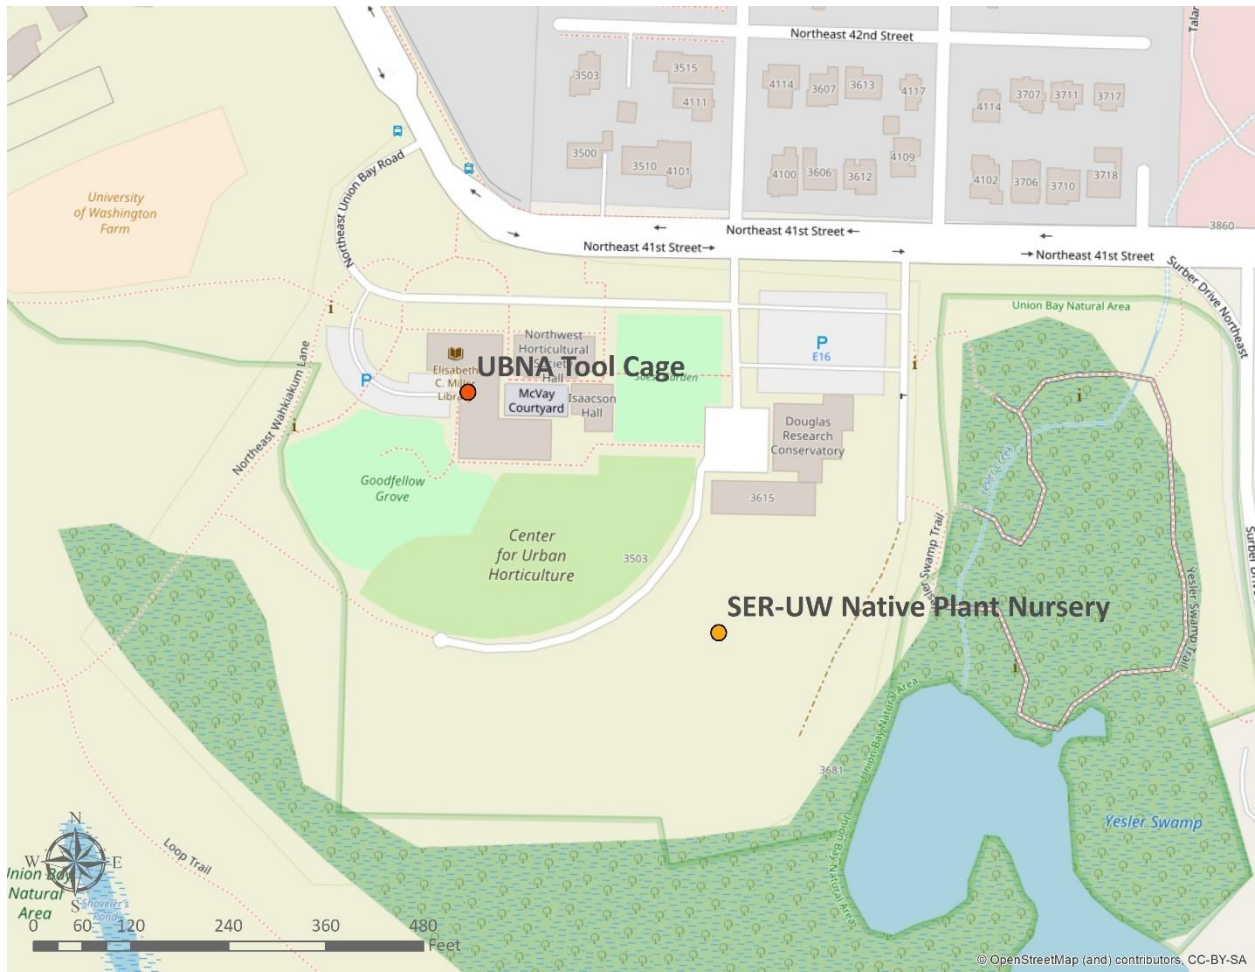 Northeast 42nd Street
3503
3515
4111
3500
3510
4101
4114
3607
3613
4117
4109
4100
3606
3612
4114
3707
3711
3717
4102
3706
3710
3718
3860
University
of Washington
Farm
Northeast Union Bay Road
Northeast 41st Street
Northeast 41st Street
Northeast 41st Street
Surber Drive Northeast
Union Bay Natural Area
Northwest
Horticultural
Society
Hall
UBNA Tool Cage
Elisabeth
C. Miller
P
McVay
Courtyard
Isaacson
Hall
P
E16
Douglas
Research
Conservatory
3615
Northeast Wahkiakum Lane
Goodfellow
Grove
Center
for Urban
Horticulture
3503
Yesler Swamp Trail
Yesler Swamp Trail
SER-UW Native Plant Nursery
Union Bay Natural Area
Union Bay Natural Area
3681
Yesler Swamp
Loop Trail
Union Bay
Natural
Area
Shoveler's
Pond
N
W
E
S
0 60 120 240 360 480
Feet
© OpenStreetMap (and) contributors, CC-BY-SA